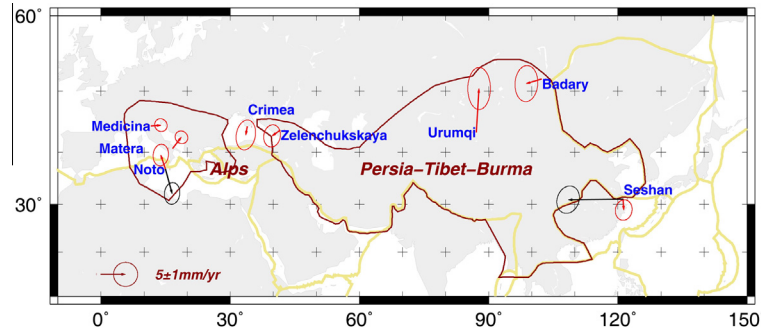 60°
Crimea
Badary
Medicina
Zelenchukskaya
Urumqi
Matera
Noto
Alps
Persia−Tibet−Burma
Seshan
30°
5±1mm/yr
0°
30°
60°
90°
120°
150